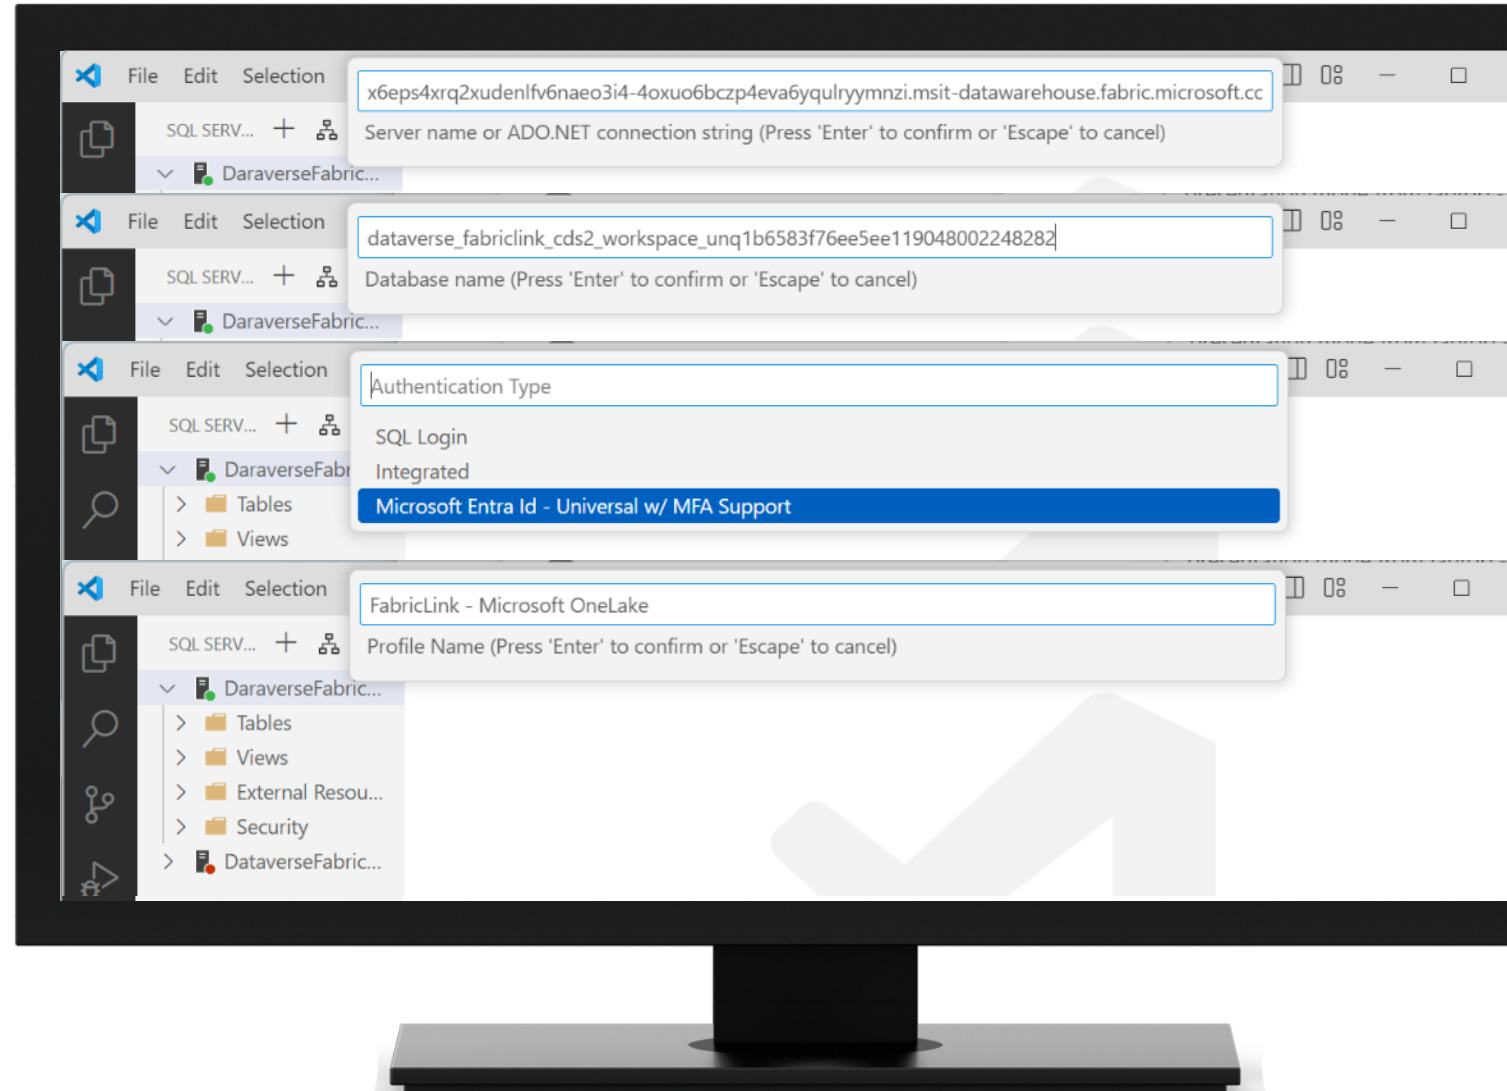 File Edit Selection
x6eps4xrq2xudenlfv6naeo3i4-4oxuo6bczp4eva6yqulryymnzi.msit-datawarehouse.fabric.microsoft.cc
SQL SERV...
Server name or ADO.NET connection string (Press 'Enter' to confirm or 'Escape' to cancel)
DaraverseFabric...
File Edit Selection
dataverse_fabriclink_cds2_workspace_unq1b6583f76ee5ee119048002248282
SQL SERV...
Database name (Press 'Enter' to confirm or 'Escape' to cancel)
DaraverseFabric...
File Edit Selection
Authentication Type
SQL SERV...
SQL Login
DaraverseFabr
Integrated
Tables
Microsoft Entra Id - Universal w/ MFA Support
Views
File Edit Selection
FabricLink - Microsoft OneLake
SQL SERV...
Profile Name (Press 'Enter' to confirm or 'Escape' to cancel)
DaraverseFabric...
Tables
Views
External Resou...
Security
DataverseFabric...